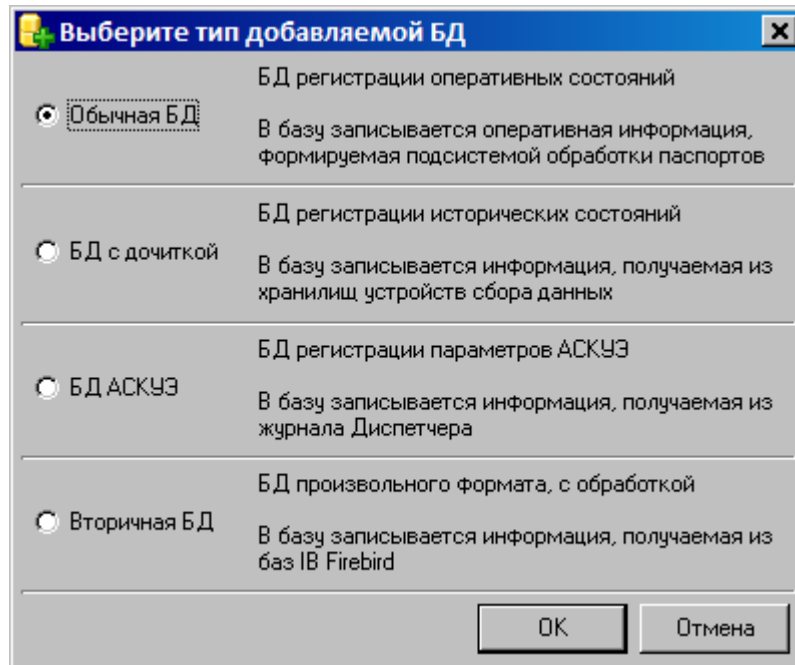 Выберите тип добавляемой БД
Обычная БД
БД регистрации оперативных состояний
В базу записывается оперативная информация,
формируемая подсистемой обработки паспортов
БД с дочиткой
БД регистрации исторических состояний
В базу записывается информация, получаемая из
хранилищ устройств сбора данных
БД АСКУЭ
БД регистрации параметров АСКУЭ
В базу записывается информация, получаемая из
журнала Диспетчера
Вторичная БД
БД произвольного формата, с обработкой
В базу записывается информация, получаемая из
баз IB Firebird
OK
Отмена